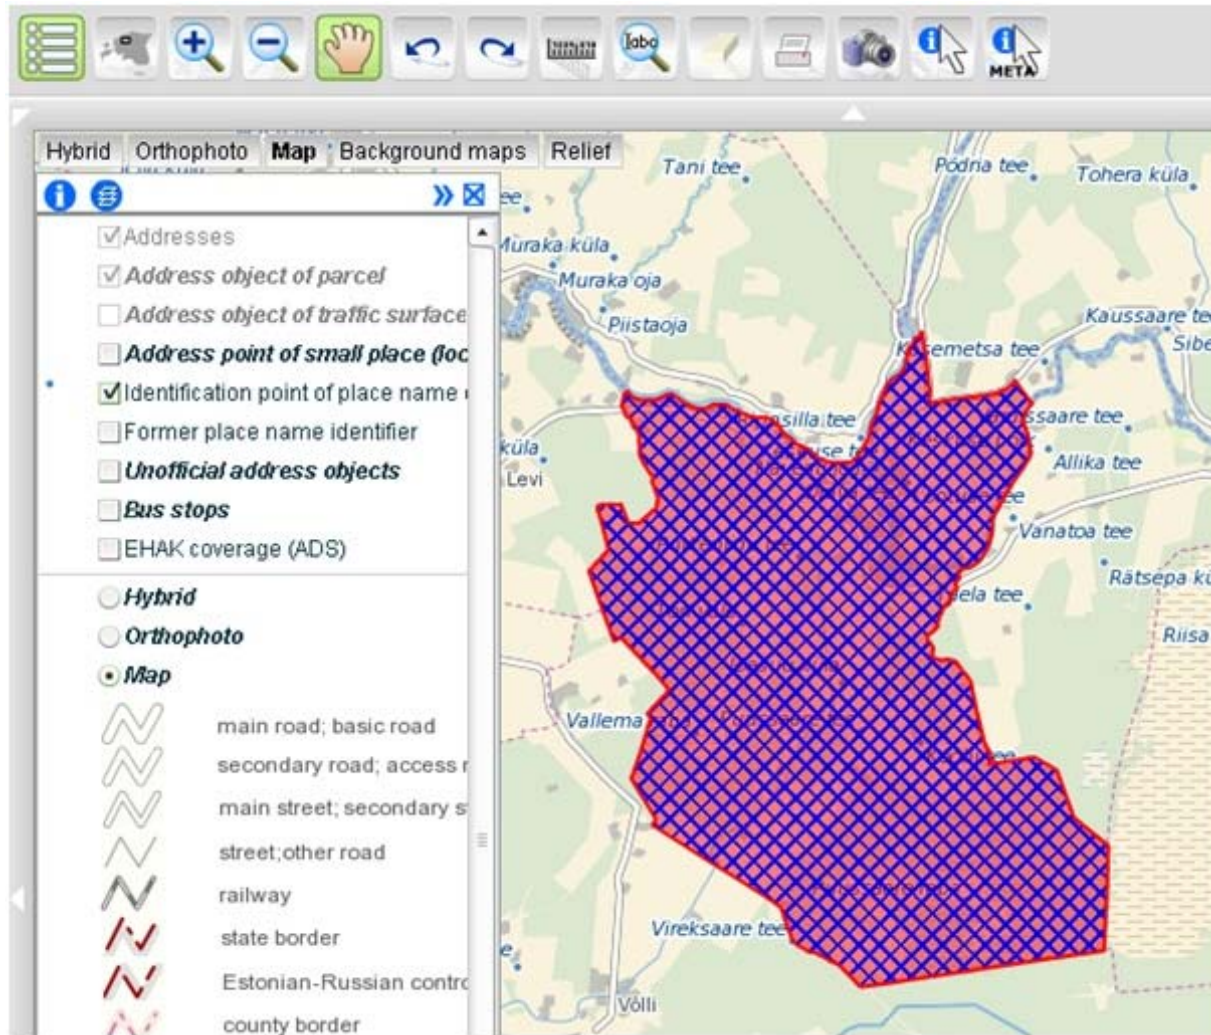 Iabc
META
Hybrid Orthophoto Map Background maps Relief
Addresses
Address object of parcel
Address object of traffic surface
Address point of small place (loc
Identification point of place name
Former place name identifier
Unofficial address objects
Bus stops
EHAK coverage (ADS)
Hybrid
Orthophoto
Map
main road; basic road
secondary road; access r
main street; secondary s
street;other road
railway
state border
Estonian-Russian contro
county border
Tani tee
Põdra tee
Tohera küla
ee
Muraka küla
Muraka oja
Piistaoja
Kaussaare tee
Sibe
semetsa tee
silla tee
ssaare tee
küla
Levi
Allika tee
Vanatoa tee
Rätsepa kü
ela tee
Riisa
Vallema
Vireksaare tee
e
Võlli